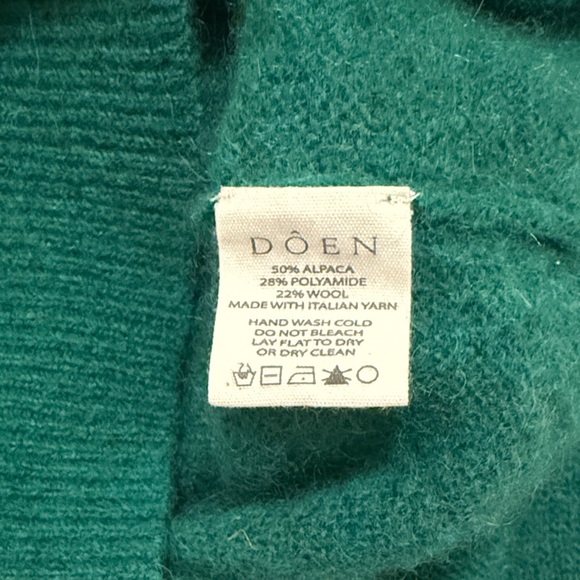 DÔEN
50% ALPACA
28% POLYAMIDE
22% WOOL
MADE WITH ITALIAN YARN
HAND WASH COLD
DO NOT BLEACH
LAY FLAT TO DRY
OR DRY CLEAN